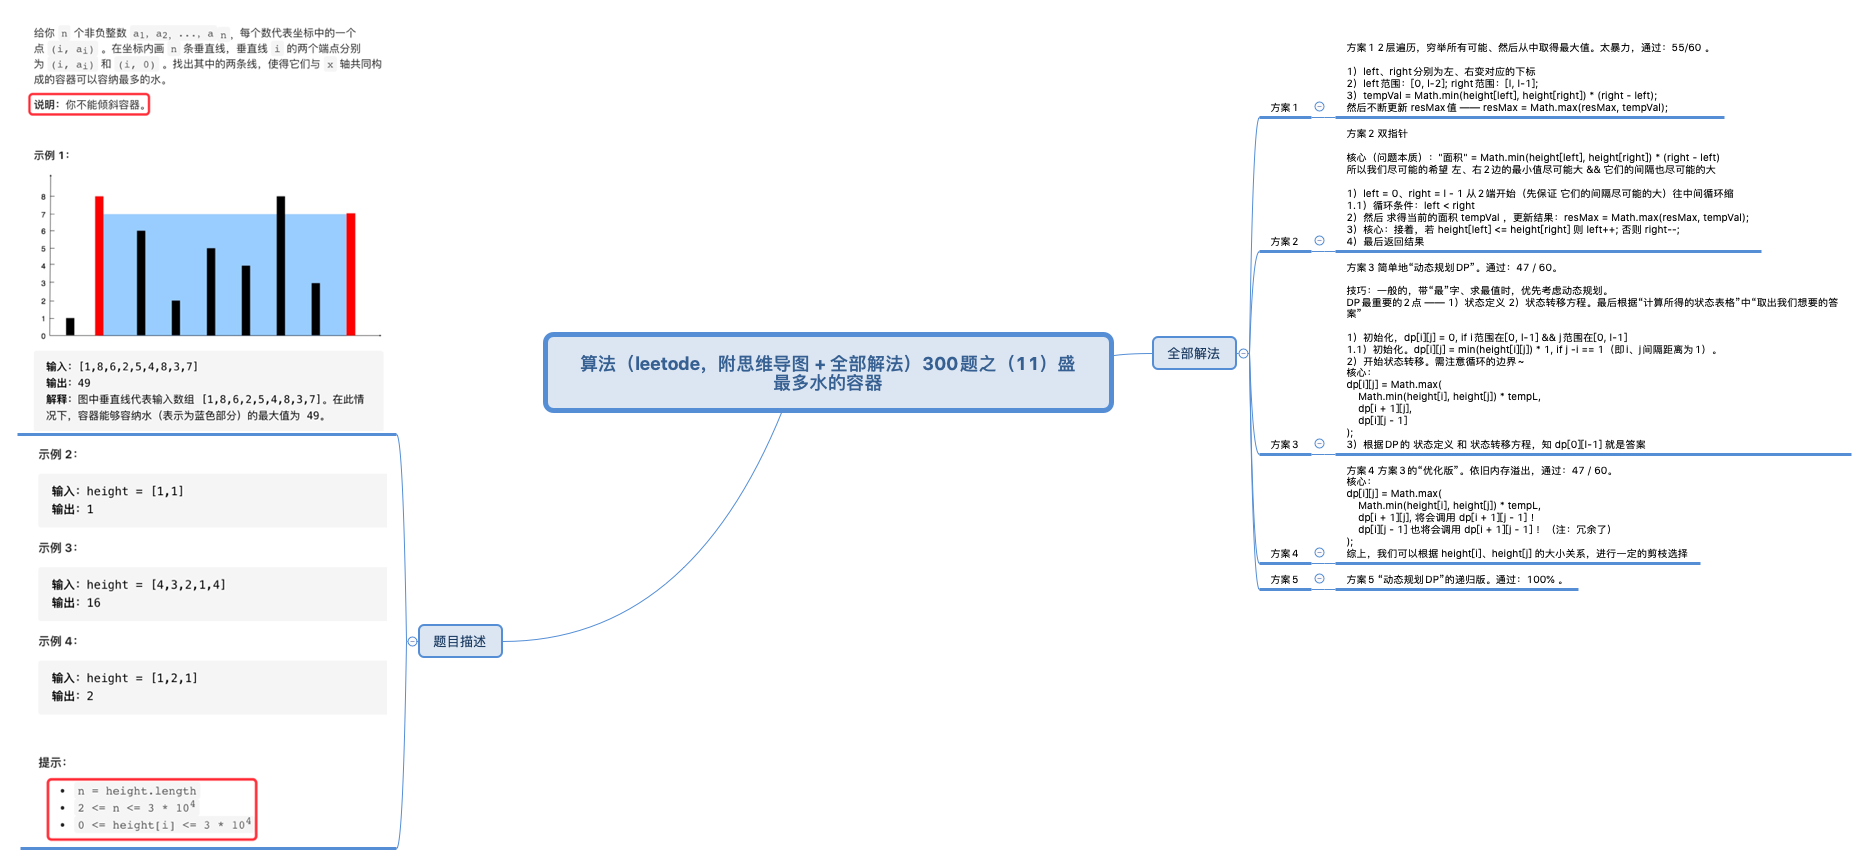 给你 n 个非负整数 a1, a2, ..., a n，每个数代表坐标中的一个
点 (i, ai) 。在坐标内画 n 条垂直线，垂直线 i 的两个端点分别
为 (i, ai) 和 (i, 0) 。找出其中的两条线，使得它们与 x 轴共同构
成的容器可以容纳最多的水。
说明：你不能倾斜容器。
示例 1：
8
7
6
5
4
3
2
1
0
输入：[1,8,6,2,5,4,8,3,7]
输出：49
解释：图中垂直线代表输入数组 [1,8,6,2,5,4,8,3,7]。在此情
况下，容器能够容纳水（表示为蓝色部分）的最大值为 49。
示例 2：
输入：height = [1,1]
输出：1
示例 3：
输入：height = [4,3,2,1,4]
输出：16
示例 4：
输入：height = [1,2,1]
输出：2
提示：
• n = height.length
• 2 <= n <= 3 * 10^4
• 0 <= height[i] <= 3 * 10^4
题目描述
算法（leetode，附思维导图 + 全部解法）300题之（11）盛
最多水的容器
全部解法
方案1
方案1 2层遍历，穷举所有可能、然后从中取得最大值。太暴力，通过：55/60 。
1）left、right分别为左、右变对应的下标
2）left范围：[0, l-2]; right范围：[l, l-1];
3）tempVal = Math.min(height[left], height[right]) * (right - left);
然后不断更新 resMax值 —— resMax = Math.max(resMax, tempVal);
方案2
方案2 双指针
核心（问题本质）："面积" = Math.min(height[left], height[right]) * (right - left)
所以我们尽可能的希望 左、右2边的最小值尽可能大 && 它们的间隔也尽可能的大
1）left = 0、right = l - 1 从2端开始（先保证 它们的间隔尽可能的大）往中间循环缩
1.1）循环条件：left < right
2）然后 求得当前的面积 tempVal ，更新结果：resMax = Math.max(resMax, tempVal);
3）核心：接着，若 height[left] <= height[right] 则 left++; 否则 right--;
4）最后返回结果
方案3
方案3 简单地“动态规划DP”。通过：47 / 60。
技巧：一般的，带“最”字、求最值时，优先考虑动态规划。
DP最重要的2点 —— 1）状态定义 2）状态转移方程。最后根据“计算所得的状态表格”中“取出我们想要的答
案”
1）初始化，dp[i][j] = 0, if i范围在[0, l-1] && j范围在[0, l-1]
1.1）初始化。dp[i][j] = min(height[i][j]) * 1, if j -i == 1（即i、j间隔距离为1）。
2）开始状态转移。需注意循环的边界~
核心：
dp[i][j] = Math.max(
Math.min(height[i], height[j]) * tempL,
dp[i + 1][j],
dp[i][j - 1]
);
3）根据DP的 状态定义 和 状态转移方程，知 dp[0][l-1] 就是答案
方案4
方案4 方案3的“优化版”。依旧内存溢出，通过：47 / 60。
核心：
dp[i][j] = Math.max(
Math.min(height[i], height[j]) * tempL,
dp[i + 1][j], 将会调用 dp[i + 1][j - 1]！
dp[i][j - 1] 也将会调用 dp[i + 1][j - 1]！ （注：冗余了）
);
综上，我们可以根据 height[i]、height[j] 的大小关系，进行一定的剪枝选择
方案5
方案5 “动态规划DP”的递归版。通过：100% 。